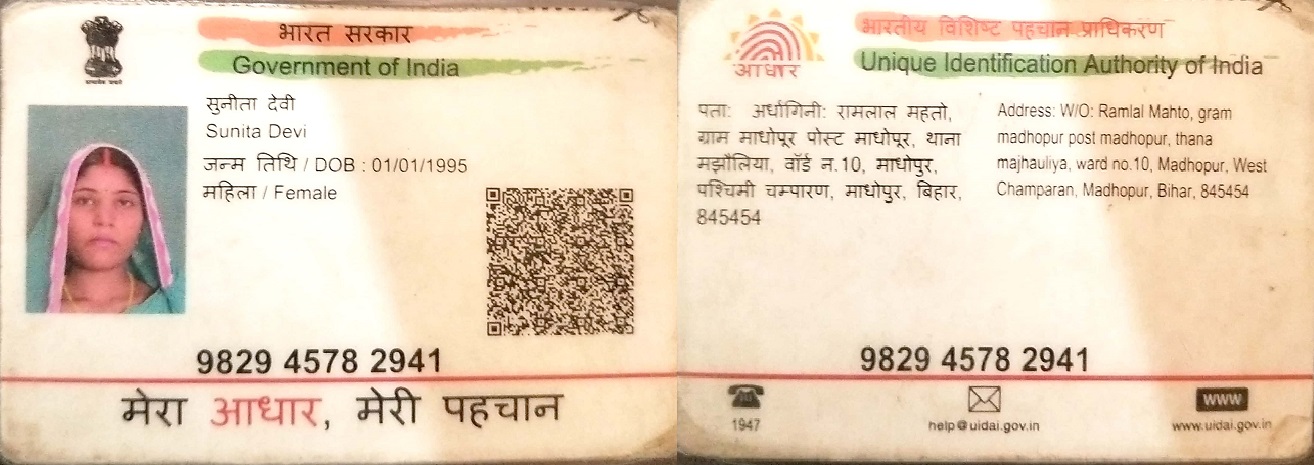 भारत सरकार
Government of India
सुनीता देवी
Sunita Devi
जन्म तिथि / DOB : 01/01/1995
महिला / Female
9829 4578 2941
मेरा आधार, मेरी पहचान
आधार
भारतीय विशिष्ट पहचान प्राधिकरण
Unique Identification Authority of India
पता: अर्धांगिनी: रामलाल महतो,
ग्राम माधोपूर पोस्ट माधोपूर, थाना
मझौलिया, वॉर्ड न.10, माधोपुर,
पश्चिमी चम्पारण, माधोपुर, बिहार,
845454
Address: W/O: Ramlal Mahto, gram
madhopur post madhopur, thana
majhauliya, ward no.10, Madhopur, West
Champaran, Madhopur, Bihar, 845454
9829 4578 2941
1947
help@uidai.gov.in
www
www.uidai.gov.in